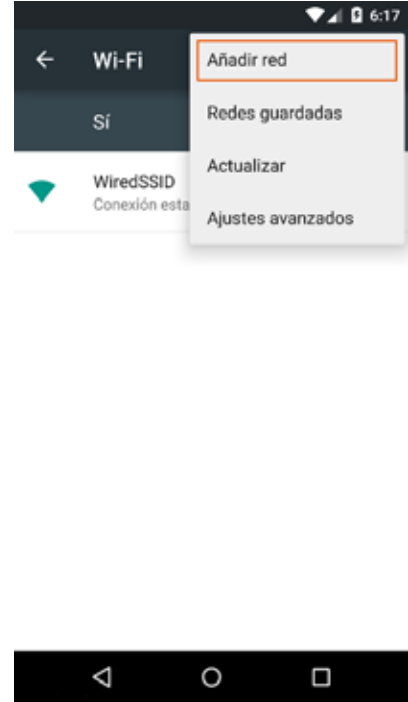 6:17
Wi-Fi
Añadir red
Sí
Redes guardadas
Actualizar
WiredSSID
Conexión esta
Ajustes avanzados